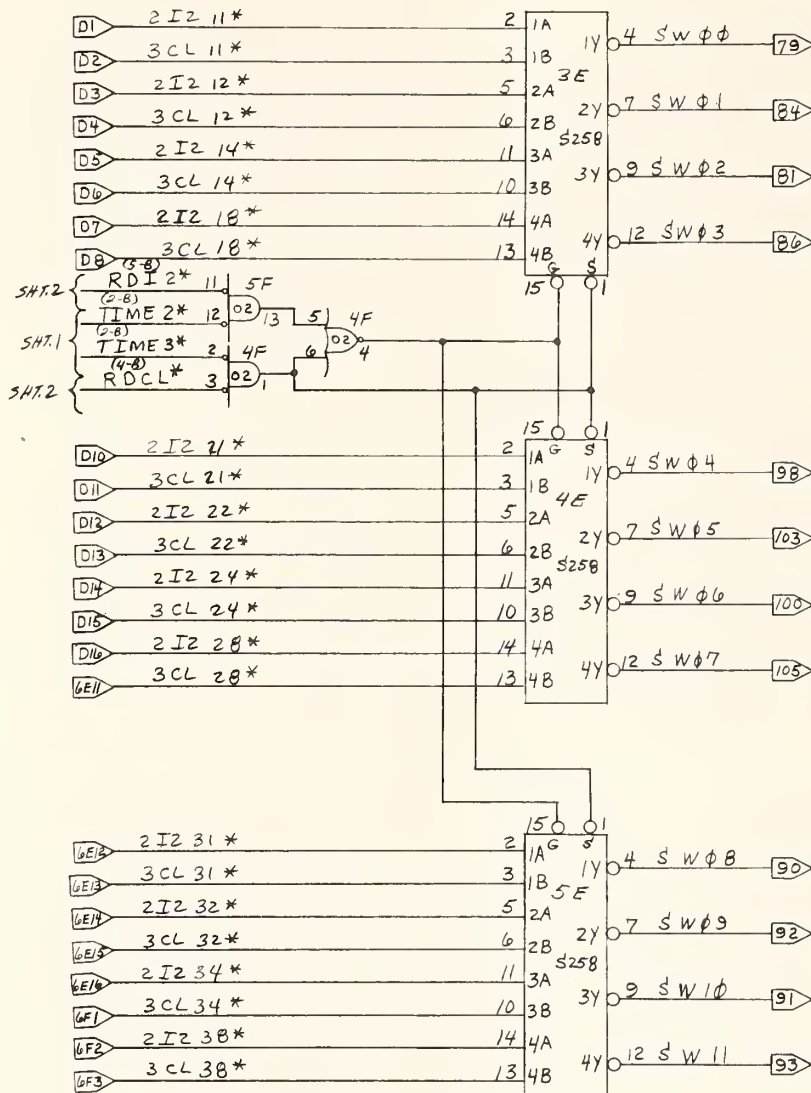 D1 2I2 11* 2 1A 1Y 4 SWφφ 79
D2 3CL 11* 3 1B 3E
D3 2I2 12* 5 2A 2Y 7 SWφ1 84
D4 3CL 12* 6 2B S258
D5 2I2 14* 11 3A 3Y 9 SWφ2 81
D6 3CL 14* 10 3B
D7 2I2 18* 14 4A 4Y 12 SWφ3 86
D8 3CL 18* 13 4B G S
15 1
(5-B)
SHT.2 RDI 2* 11 5F
(2-B)
TIME 2* 12 02 13 5 4F
SHT.1 (2-B) 02
TIME 3* 2 4F 6 4
(4-B)
SHT.2 RDCL* 3 02 1
15 1
D10 2I2 21* 2 1A G S 1Y 4 SWφ4 98
D11 3CL 21* 3 1B 4E
D12 2I2 22* 5 2A 2Y 7 SWφ5 103
D13 3CL 22* 6 2B S258
D14 2I2 24* 11 3A 3Y 9 SWφ6 100
D15 3CL 24* 10 3B
D16 2I2 28* 14 4A 4Y 12 SWφ7 105
6E11 3CL 28* 13 4B
15 1
6E12 2I2 31* 2 1A G S 1Y 4 SWφ8 90
6E13 3CL 31* 3 1B 5E
6E14 2I2 32* 5 2A 2Y 7 SWφ9 92
6E15 3CL 32* 6 2B S258
6E16 2I2 34* 11 3A 3Y 9 SW1φ 91
6F1 3CL 34* 10 3B
6F2 2I2 38* 14 4A 4Y 12 SW11 93
6F3 3CL 38* 13 4B